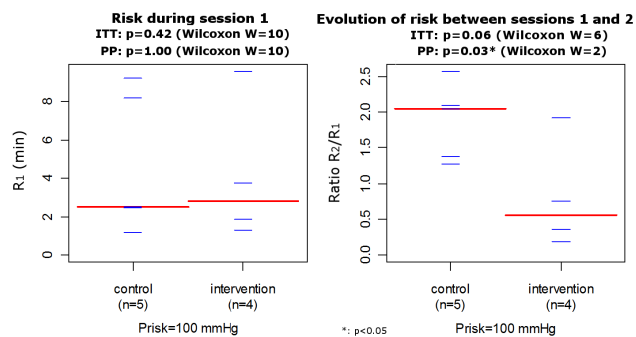 Risk during session 1
ITT: p=0.42 (Wilcoxon W=10)
PP: p=1.00 (Wilcoxon W=10)
R1 (min)
8
6
4
2
0
control
(n=5)
intervention
(n=4)
Prisk=100 mmHg
Evolution of risk between sessions 1 and 2
ITT: p=0.06 (Wilcoxon W=6)
PP: p=0.03* (Wilcoxon W=2)
Ratio R2/R1
2.5
2.0
1.5
1.0
0.5
0.0
control
(n=5)
intervention
(n=4)
*: p<0.05
Prisk=100 mmHg